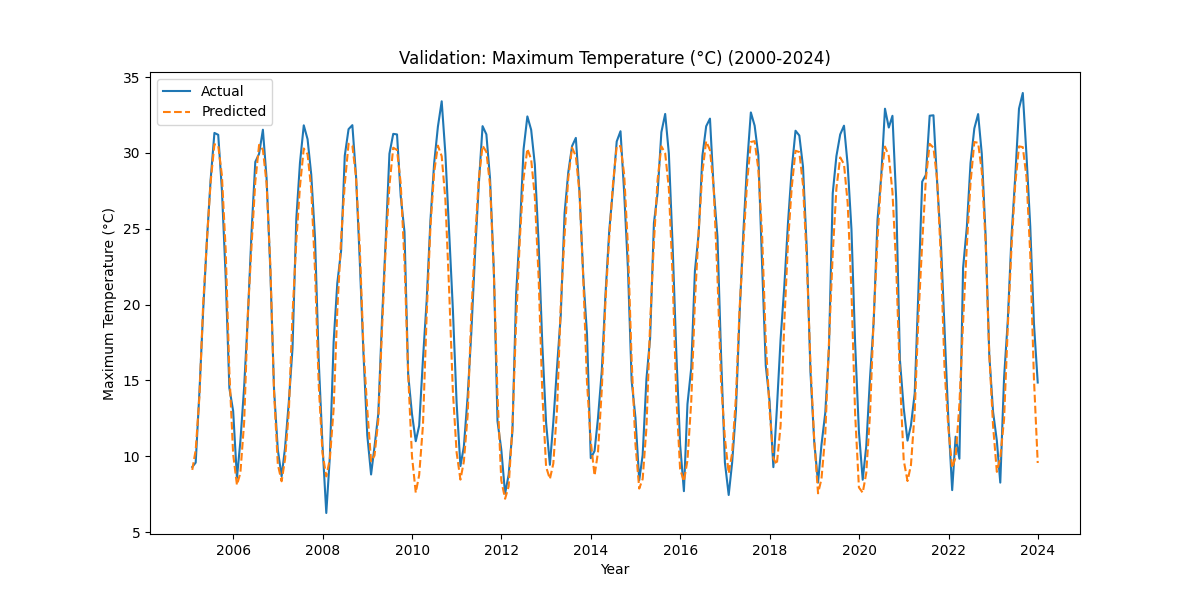 Validation: Maximum Temperature (°C) (2000-2024)
Actual
Predicted
Maximum Temperature (°C)
35
30
25
20
15
10
5
2006 2008 2010 2012 2014 2016 2018 2020 2022 2024
Year